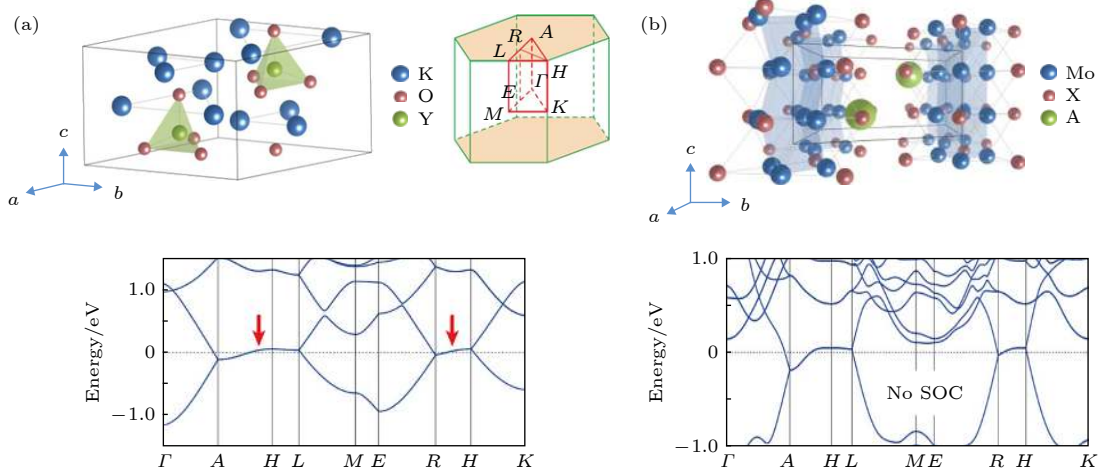 (a)
K
O
Y
c
a
b
A
R
L
H
Γ
E
M
K
(b)
Mo
X
A
c
a
b
Energy/eV
1.0
0
−1.0
Γ A H L M E R H K
Energy/eV
1.0
0
−1.0
No SOC
Γ A H L M E R H K